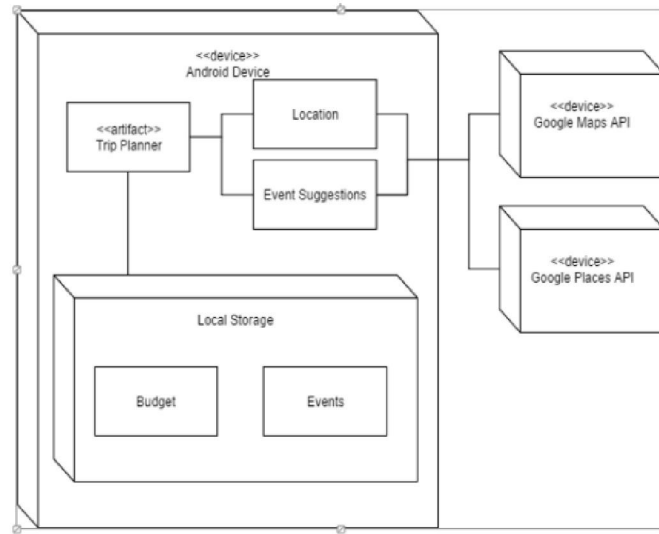 <<device>>
Android Device
<<artifact>>
Trip Planner
Location
Event Suggestions
<<device>>
Google Maps API
<<device>>
Google Places API
Local Storage
Budget
Events